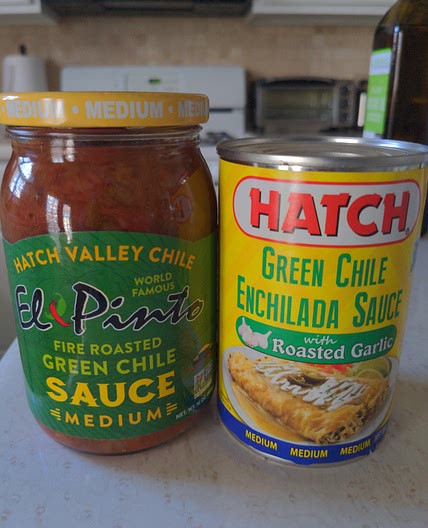 MEDIUM • MEDIUM • MEDIUM
HATCH VALLEY CHILE
WORLD
FAMOUS
El Pinto
FIRE ROASTED
GREEN CHILE
SAUCE
MEDIUM
HATCH
GREEN CHILE
ENCHILADA SAUCE
with
Roasted Garlic
MEDIUM MEDIUM MEDIUM